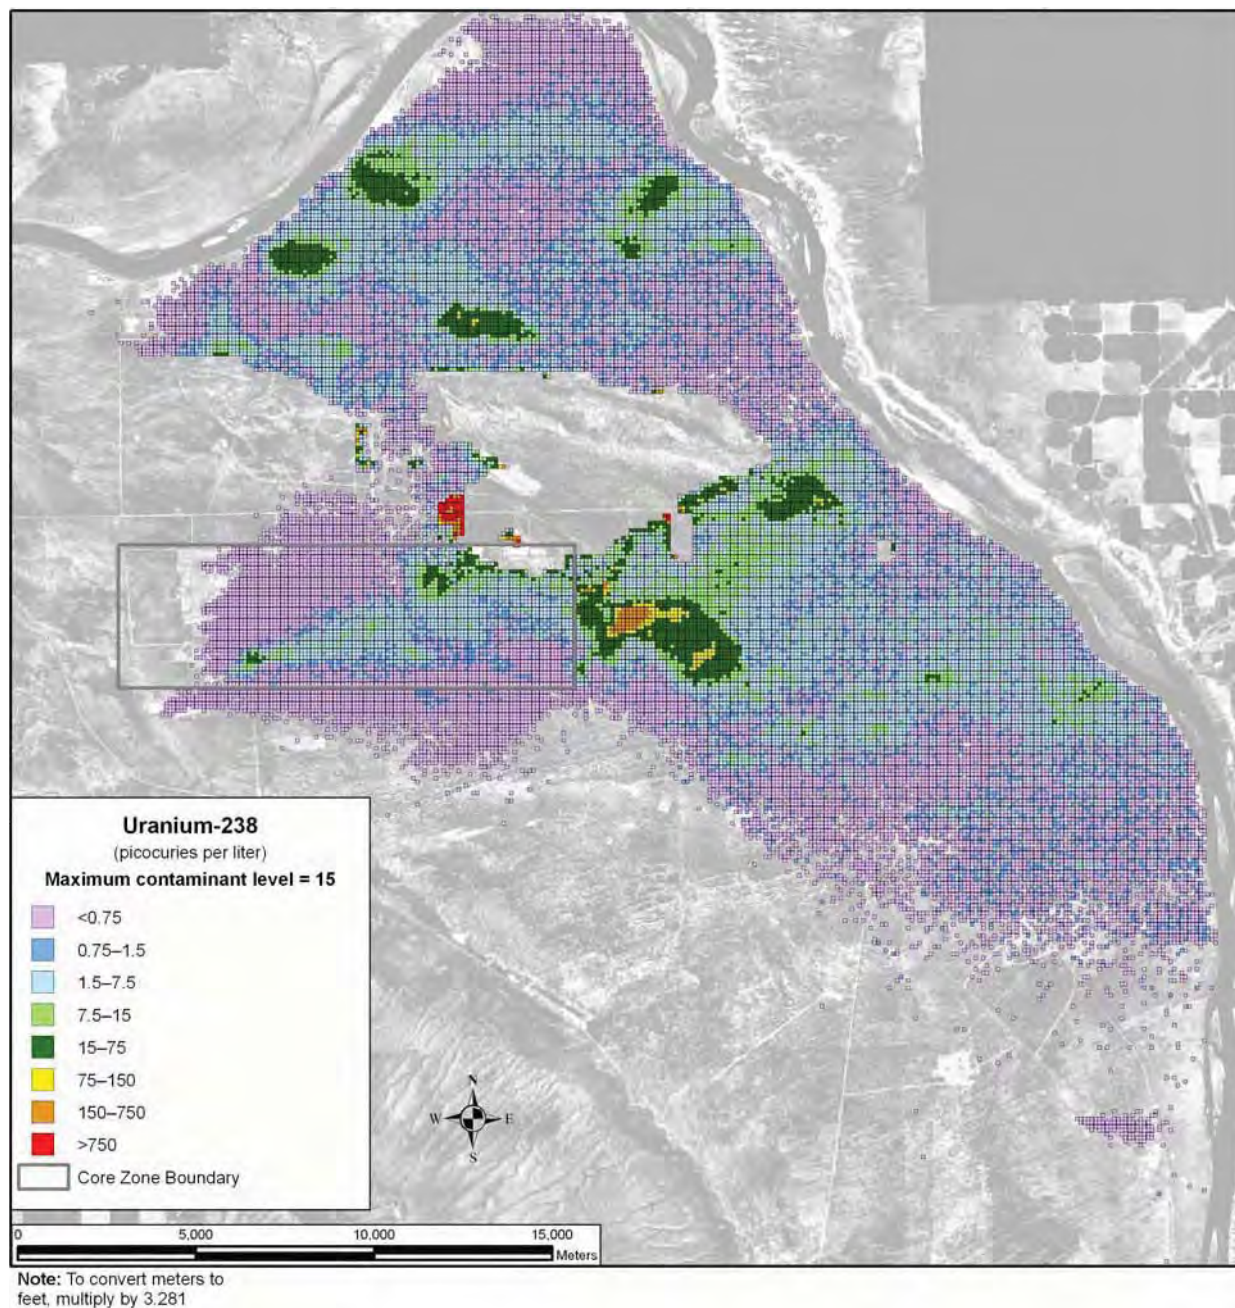 Uranium-238
(picocuries per liter)
Maximum contaminant level = 15
<0.75
0.75–1.5
1.5–7.5
7.5–15
15–75
75–150
150–750
>750
Core Zone Boundary
N
W E
S
0 5,000 10,000 15,000
Meters
Note: To convert meters to
feet, multiply by 3.281